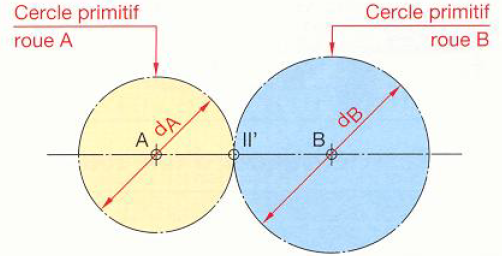 Cercle primitif
roue A
Cercle primitif
roue B
dA
dB
A
II'
B